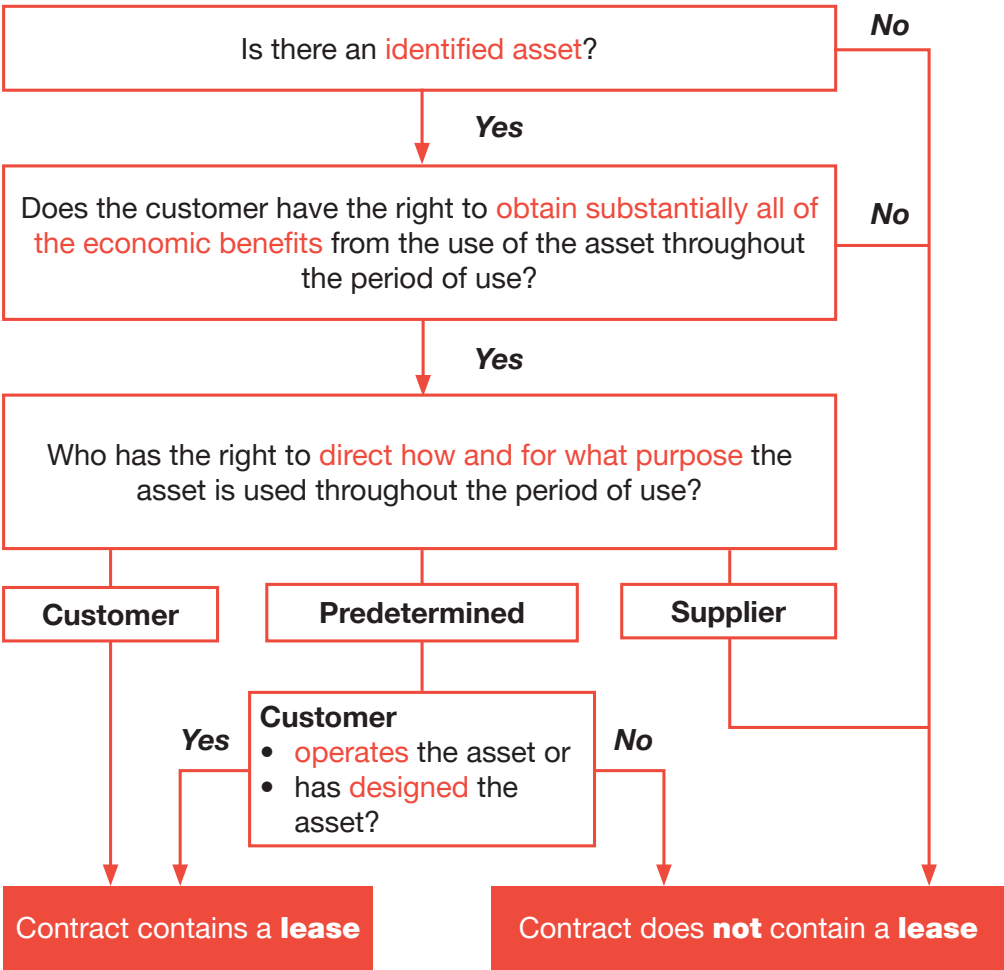 Is there an identified asset?
No
Yes
Does the customer have the right to obtain substantially all of
the economic benefits from the use of the asset throughout
the period of use?
No
Yes
Who has the right to direct how and for what purpose the
asset is used throughout the period of use?
Customer
Predetermined
Supplier
Yes
Customer
• operates the asset or
• has designed the
asset?
No
Contract contains a lease
Contract does not contain a lease